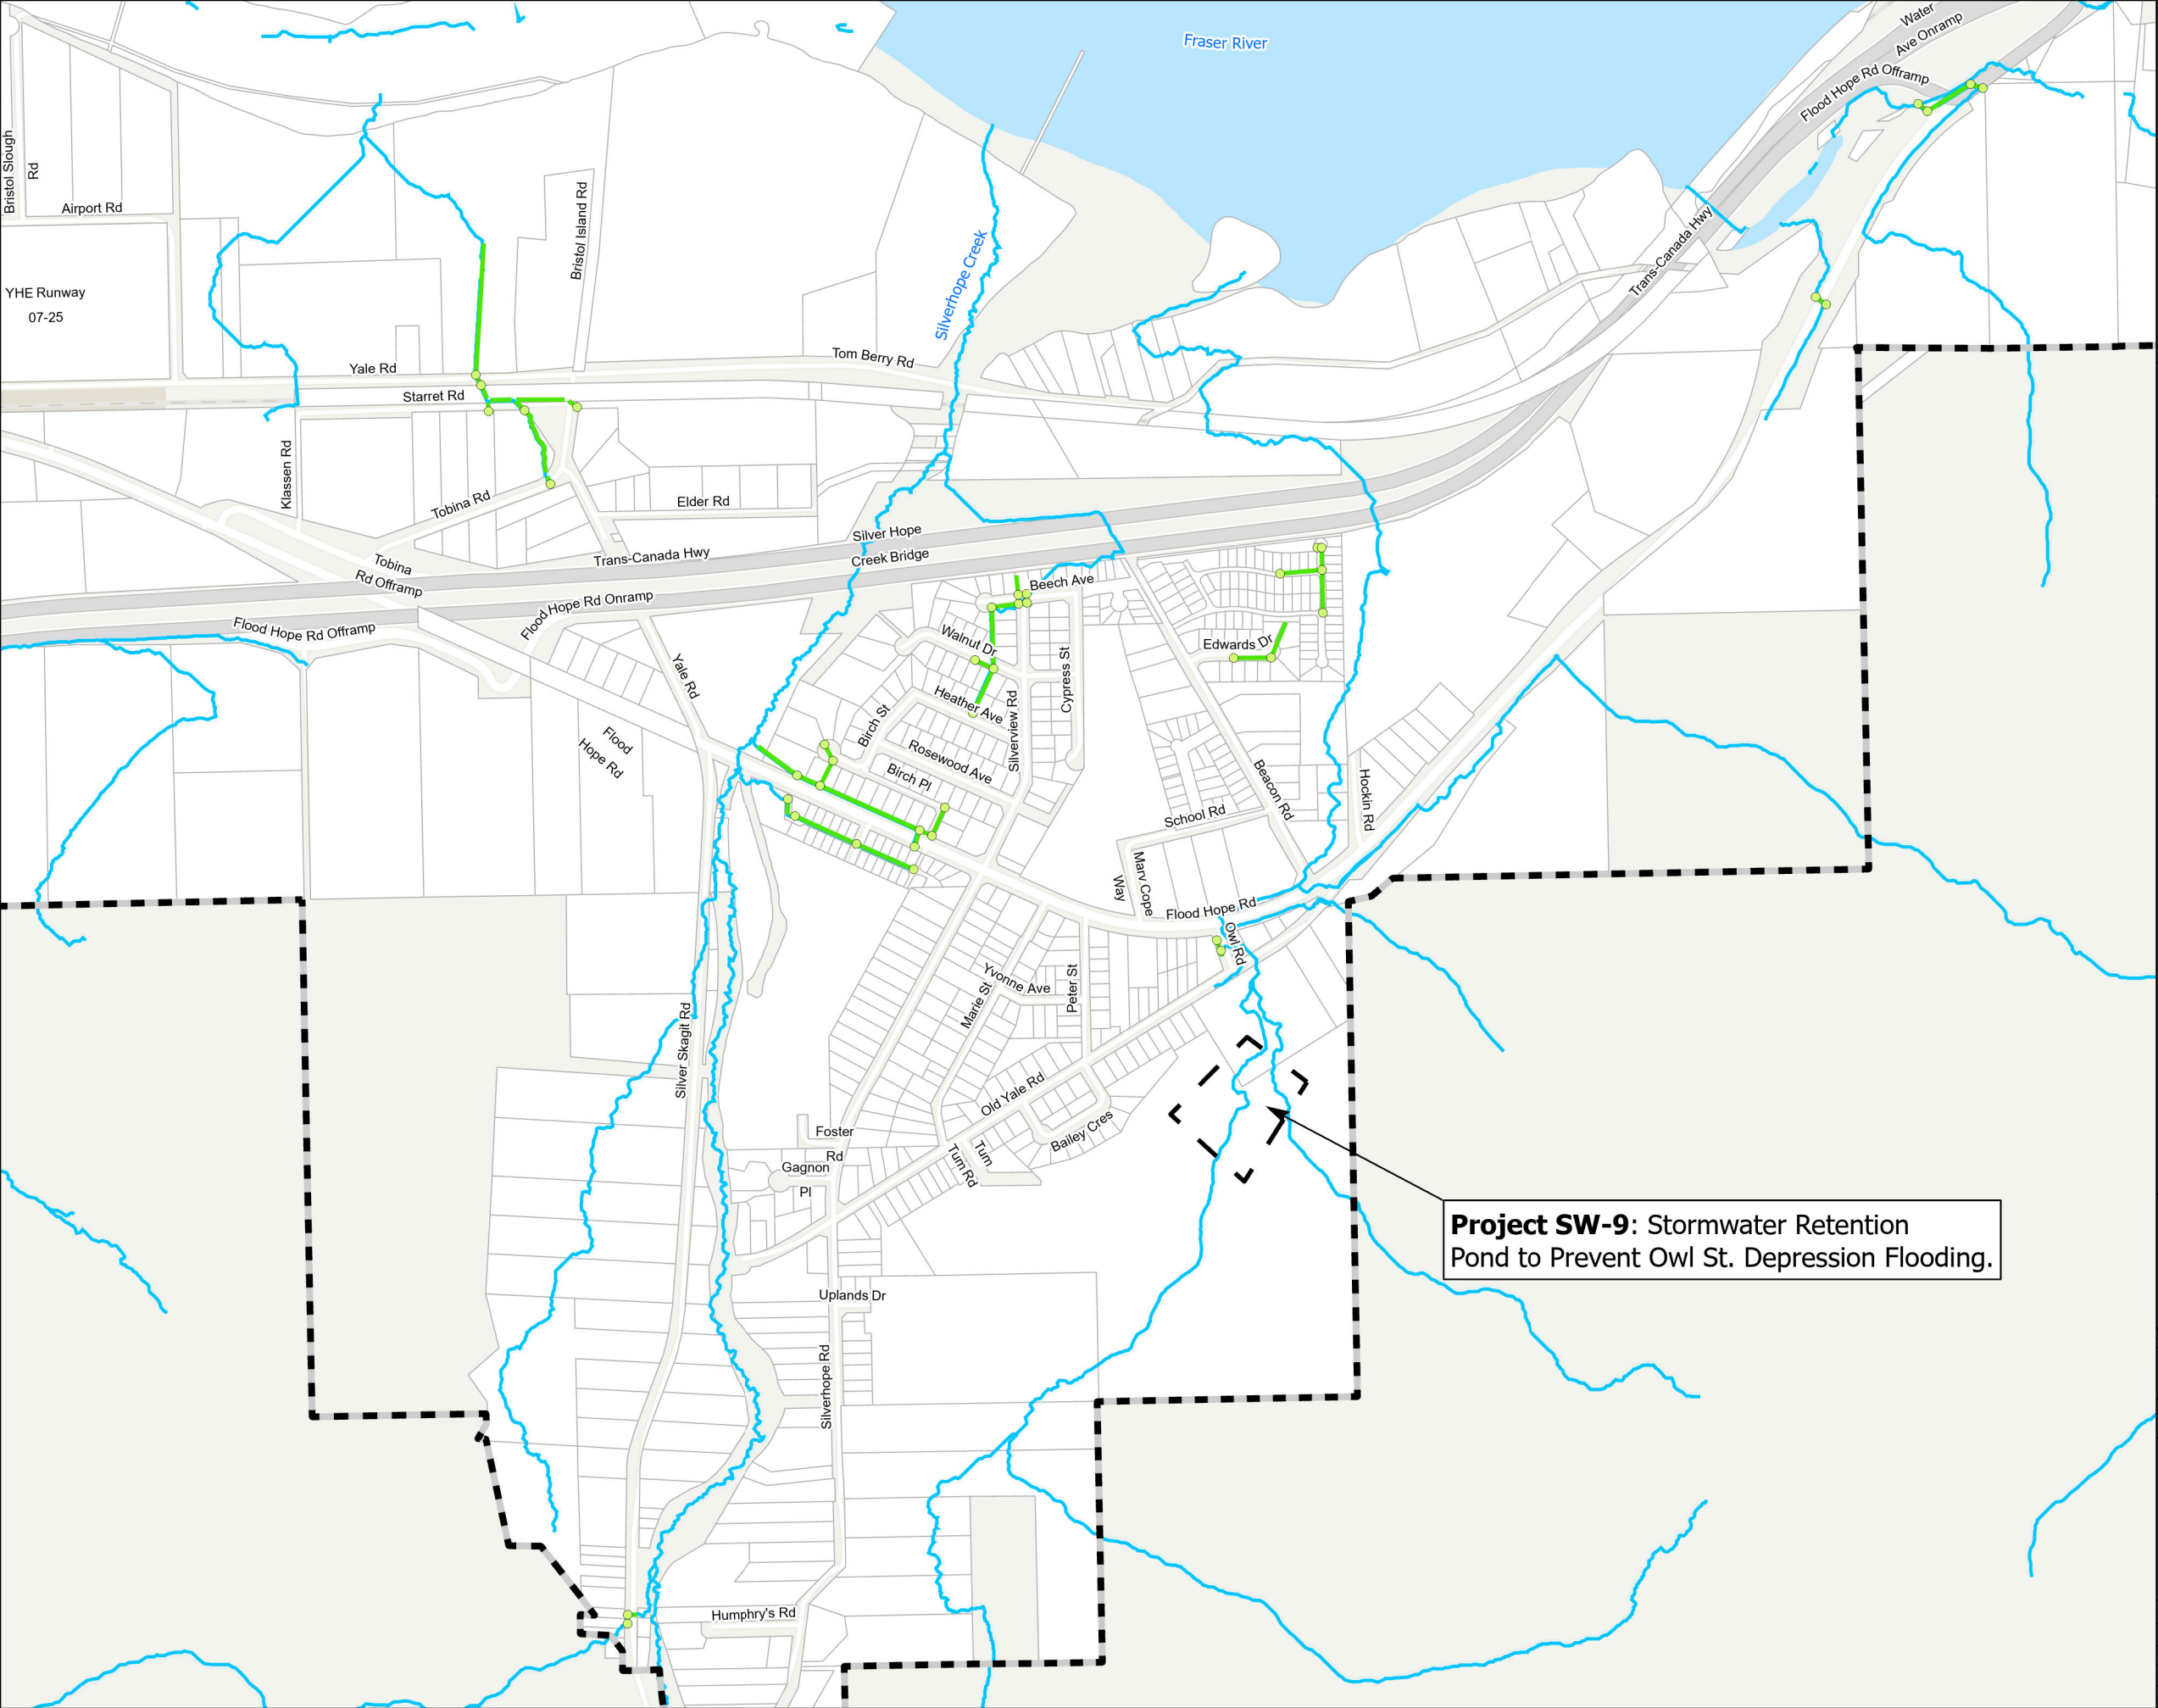 Fraser River
Water
Ave Onramp
Flood Hope Rd Offramp
Bristol Slough
Rd
Airport Rd
Bristol Island Rd
Silverhope Creek
Trans-Canada Hwy
YHE Runway
07-25
Yale Rd
Tom Berry Rd
Starret Rd
Klassen Rd
Tobina Rd
Elder Rd
Silver Hope
Creek Bridge
Trans-Canada Hwy
Tobina
Rd Offramp
Flood Hope Rd Onramp
Flood Hope Rd Offramp
Beech Ave
Walnut Dr
Edwards Dr
Yale Rd
Cypress St
Heather Ave
Silverview Rd
Birch St
Flood
Hope Rd
Rosewood Ave
Birch Pl
Beacon Rd
Hockin Rd
School Rd
Marv Cope
Way
Flood Hope Rd
Owl Rd
Yvonne Ave
Marie St
Peter St
Silver Skagit Rd
Old Yale Rd
Bailey Cres
Foster
Rd
Tum
Tum Rd
Gagnon
Pl
Project SW-9: Stormwater Retention
Pond to Prevent Owl St. Depression Flooding.
Uplands Dr
Silverhope Rd
Humphry's Rd